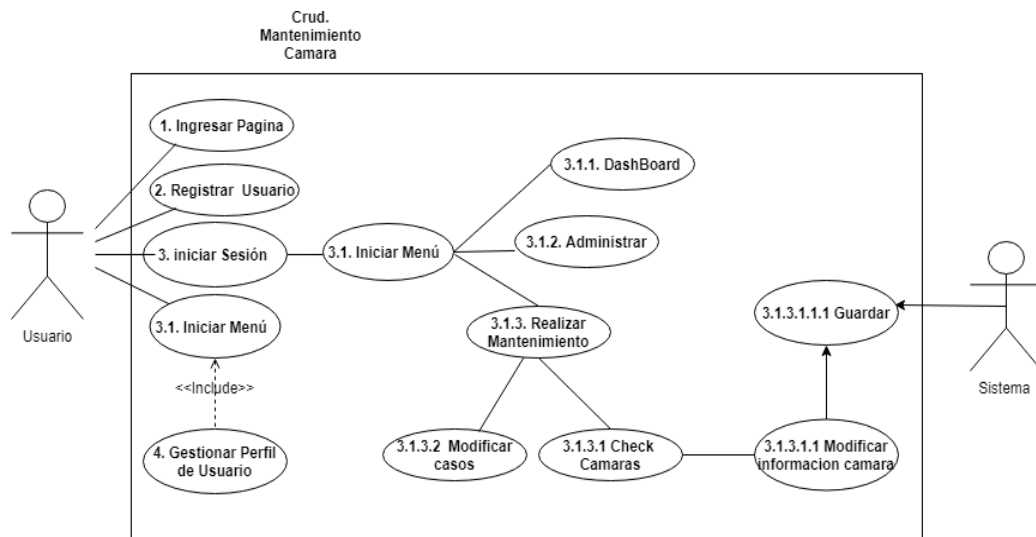 Crud.
Mantenimiento
Camara
1. Ingresar Pagina
2. Registrar Usuario
3. iniciar Sesión
3.1. Iniciar Menú
<<Include>>
4. Gestionar Perfil
de Usuario
Usuario
3.1. Iniciar Menú
3.1.1. DashBoard
3.1.2. Administrar
3.1.3. Realizar
Mantenimiento
3.1.3.2 Modificar
casos
3.1.3.1 Check
Camaras
3.1.3.1.1 Modificar
informacion camara
3.1.3.1.1.1 Guardar
Sistema